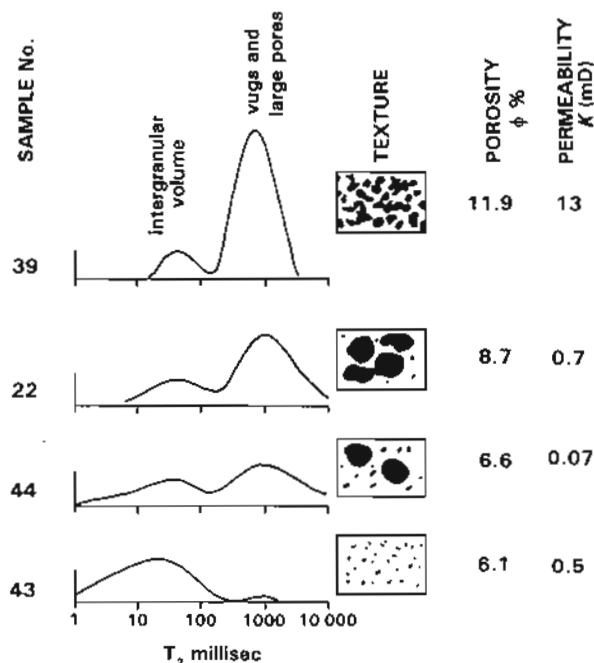 SAMPLE No.
intergranular
volume
vugs and
large pores
TEXTURE
POROSITY
ϕ %
PERMEABILITY
K (mD)
39
11.9
13
22
8.7
0.7
44
6.6
0.07
43
6.1
0.5
1 10 100 1000 10 000
T₂ millisec